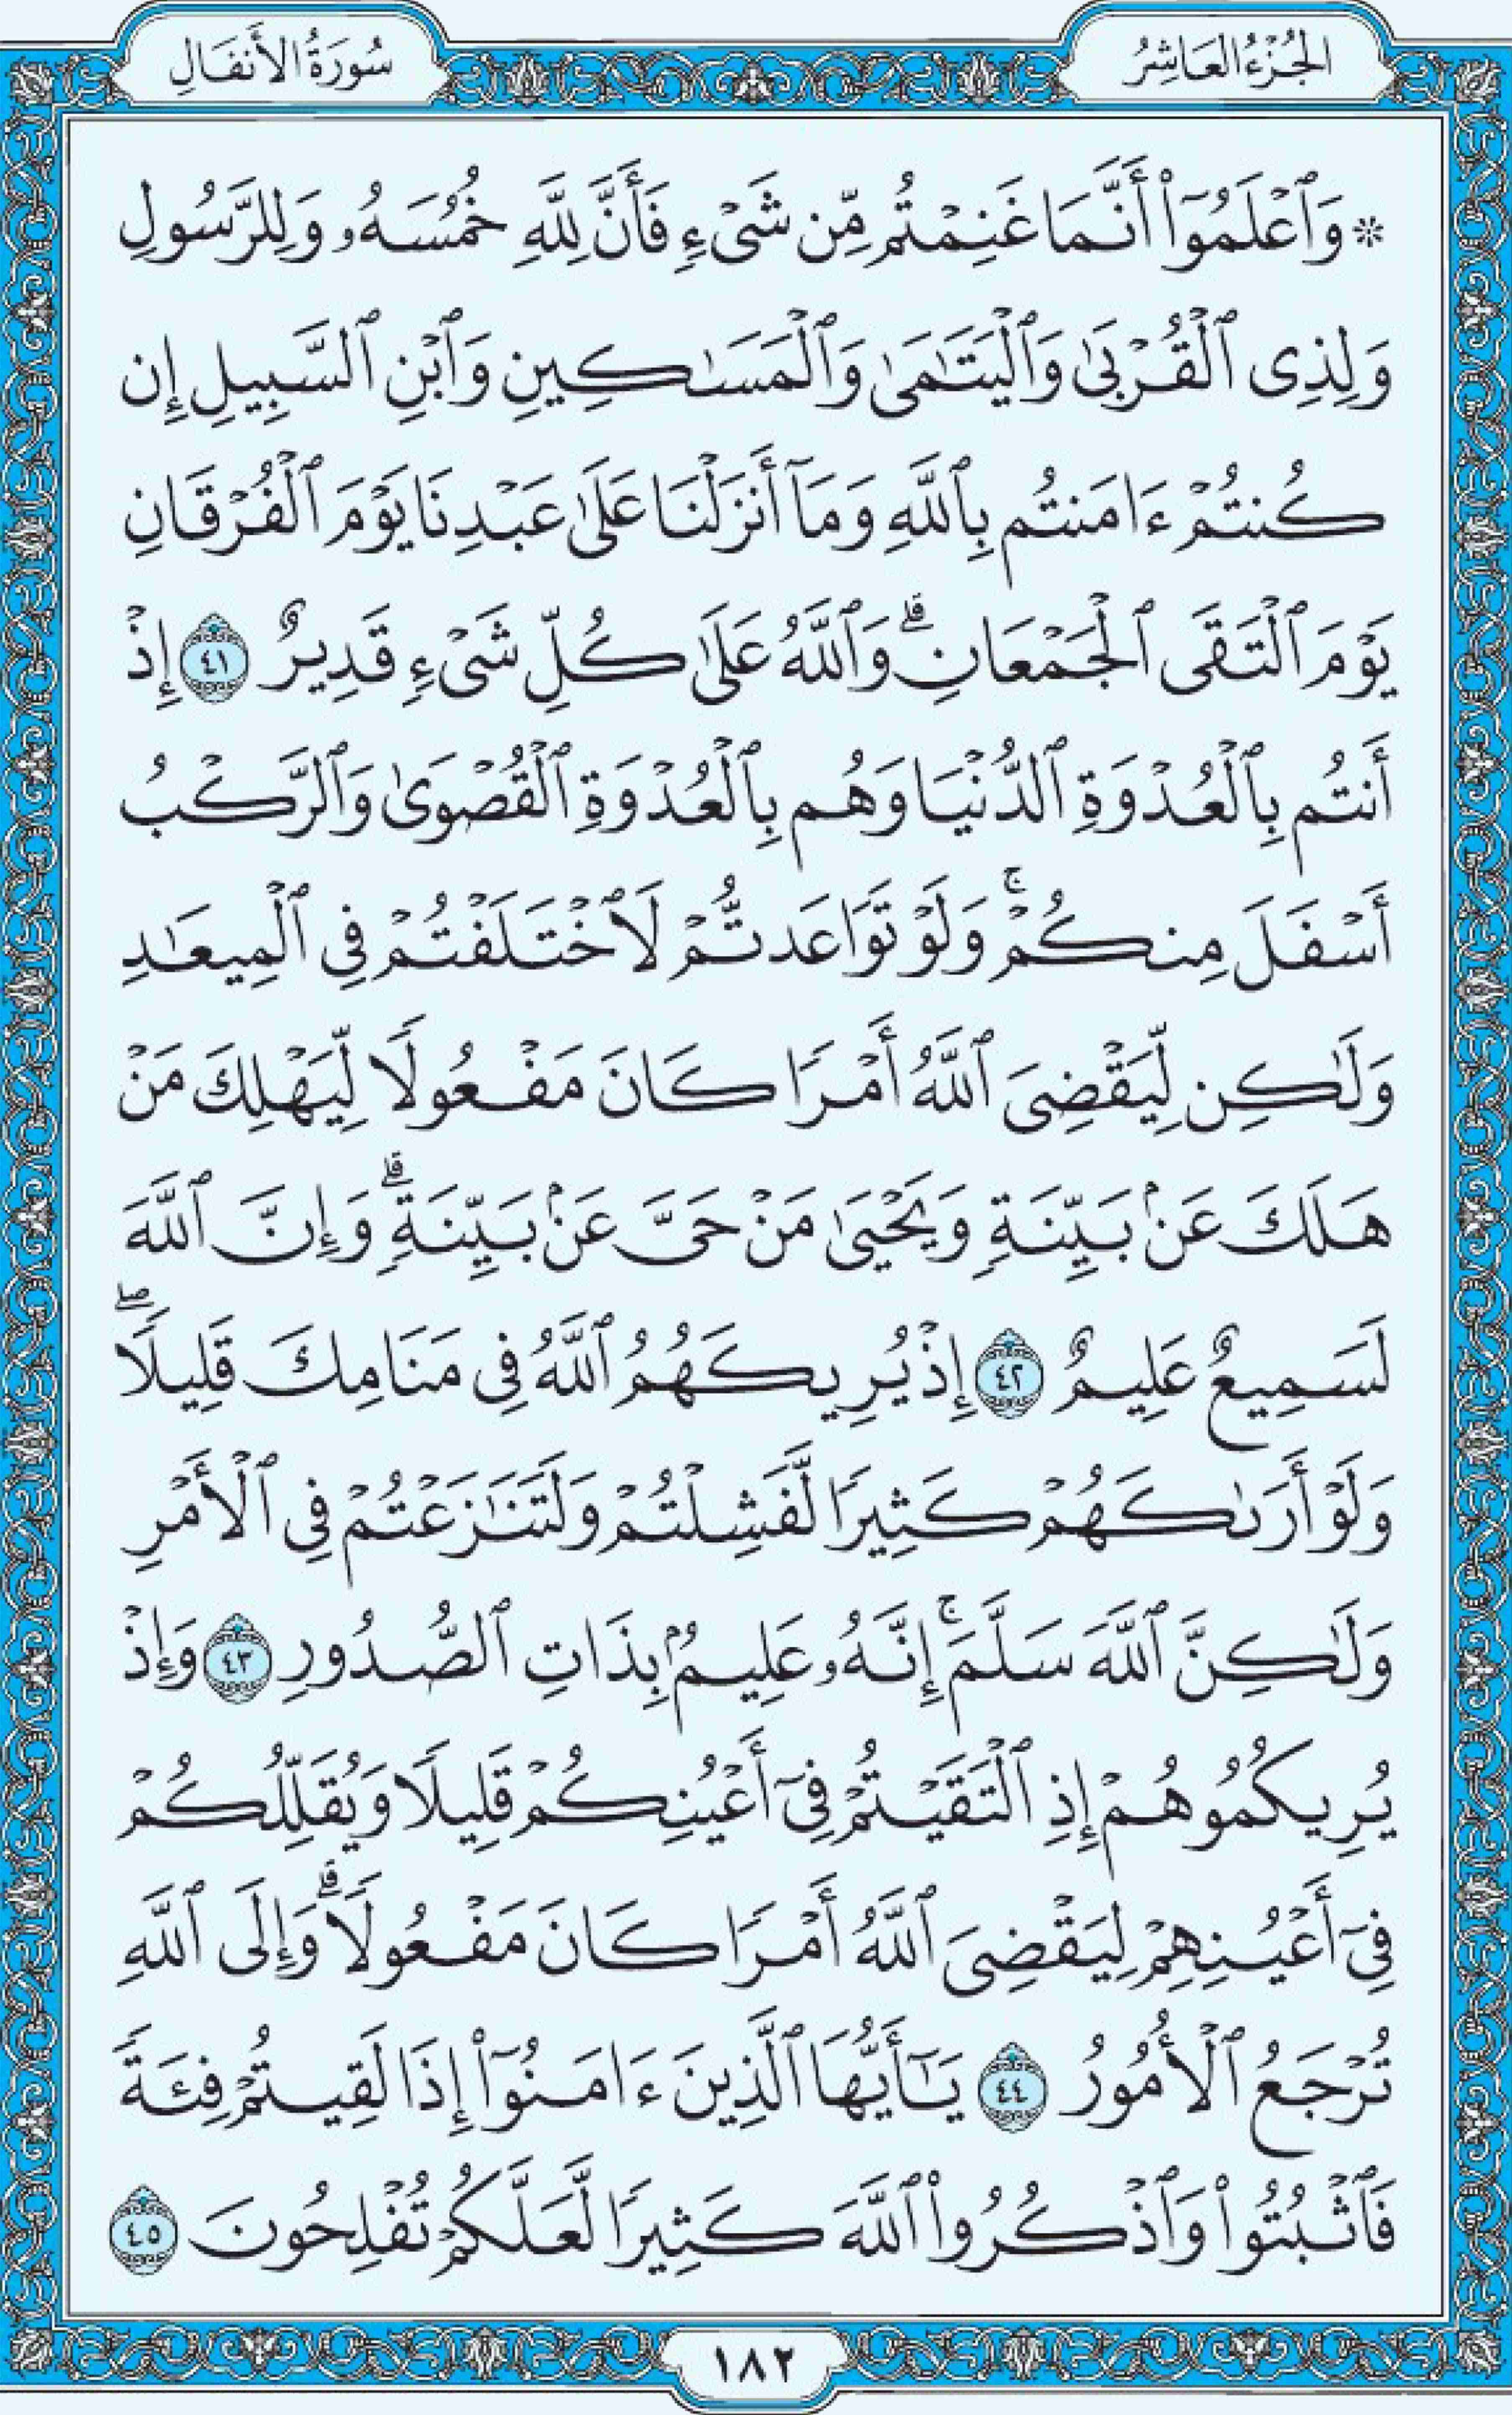 الجُزْءُ العَاشِرُ
سُورَةُ الأَنفَالِ
۞ وَٱعۡلَمُوٓاْ أَنَّمَا غَنِمۡتُم مِّن شَيۡءٖ فَأَنَّ لِلَّهِ خُمُسَهُۥ وَلِلرَّسُولِ
وَلِذِي ٱلۡقُرۡبَىٰ وَٱلۡيَتَٰمَىٰ وَٱلۡمَسَٰكِينِ وَٱبۡنِ ٱلسَّبِيلِ إِن
كُنتُمۡ ءَامَنتُم بِٱللَّهِ وَمَآ أَنزَلۡنَا عَلَىٰ عَبۡدِنَا يَوۡمَ ٱلۡفُرۡقَانِ
يَوۡمَ ٱلۡتَقَى ٱلۡجَمۡعَانِۗ وَٱللَّهُ عَلَىٰ كُلِّ شَيۡءٖ قَدِيرٌ ٤١ إِذۡ
أَنتُم بِٱلۡعُدۡوَةِ ٱلدُّنۡيَا وَهُم بِٱلۡعُدۡوَةِ ٱلۡقُصۡوَىٰ وَٱلرَّكۡبُ
أَسۡفَلَ مِنكُمۡۚ وَلَوۡ تَوَاعَدتُّمۡ لَٱخۡتَلَفۡتُمۡ فِي ٱلۡمِيعَٰدِ
وَلَٰكِن لِّيَقۡضِيَ ٱللَّهُ أَمۡرٗا كَانَ مَفۡعُولٗا لِّيَهۡلِكَ مَنۡ
هَلَكَ عَنۢ بَيِّنَةٖ وَيَحۡيَىٰ مَنۡ حَيَّ عَنۢ بَيِّنَةٖۗ وَإِنَّ ٱللَّهَ
لَسَمِيعٌ عَلِيمٌ ٤٢ إِذۡ يُرِيكَهُمُ ٱللَّهُ فِي مَنَامِكَ قَلِيلٗاۖ
وَلَوۡ أَرَىٰكَهُمۡ كَثِيرٗا لَّفَشِلۡتُمۡ وَلَتَنَٰزَعۡتُمۡ فِي ٱلۡأَمۡرِ
وَلَٰكِنَّ ٱللَّهَ سَلَّمَۚ إِنَّهُۥ عَلِيمُۢ بِذَاتِ ٱلصُّدُورِ ٤٣ وَإِذۡ
يُرِيكُمُوهُمۡ إِذِ ٱلۡتَقَيۡتُمۡ فِيٓ أَعۡيُنِكُمۡ قَلِيلٗا وَيُقَلِّلُكُمۡ
فِيٓ أَعۡيُنِهِمۡ لِيَقۡضِيَ ٱللَّهُ أَمۡرٗا كَانَ مَفۡعُولٗاۗ وَإِلَى ٱللَّهِ
تُرۡجَعُ ٱلۡأُمُورُ ٤٤ يَٰٓأَيُّهَا ٱلَّذِينَ ءَامَنُوٓاْ إِذَا لَقِيتُمۡ فِئَةٗ
فَٱثۡبُتُواْ وَٱذۡكُرُواْ ٱللَّهَ كَثِيرٗا لَّعَلَّكُمۡ تُفۡلِحُونَ ٤٥
١٨٢